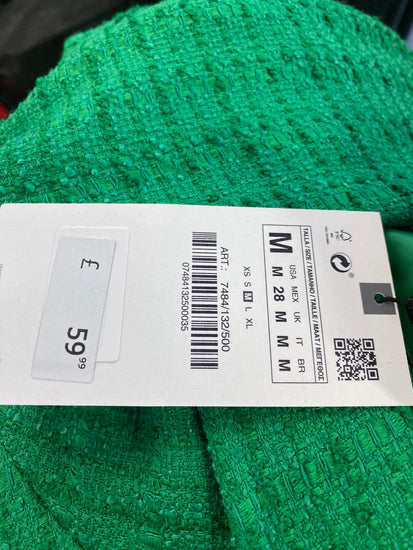 TALLA / SIZE / TAMANHO / TAILLE / MAAT / ΜΕΓΕΘΟΣ
M
USA MEX UK IT BR
M 28 M M M
XS S M L XL
ART.: 7484/132/500
07484132500035
£
59.99